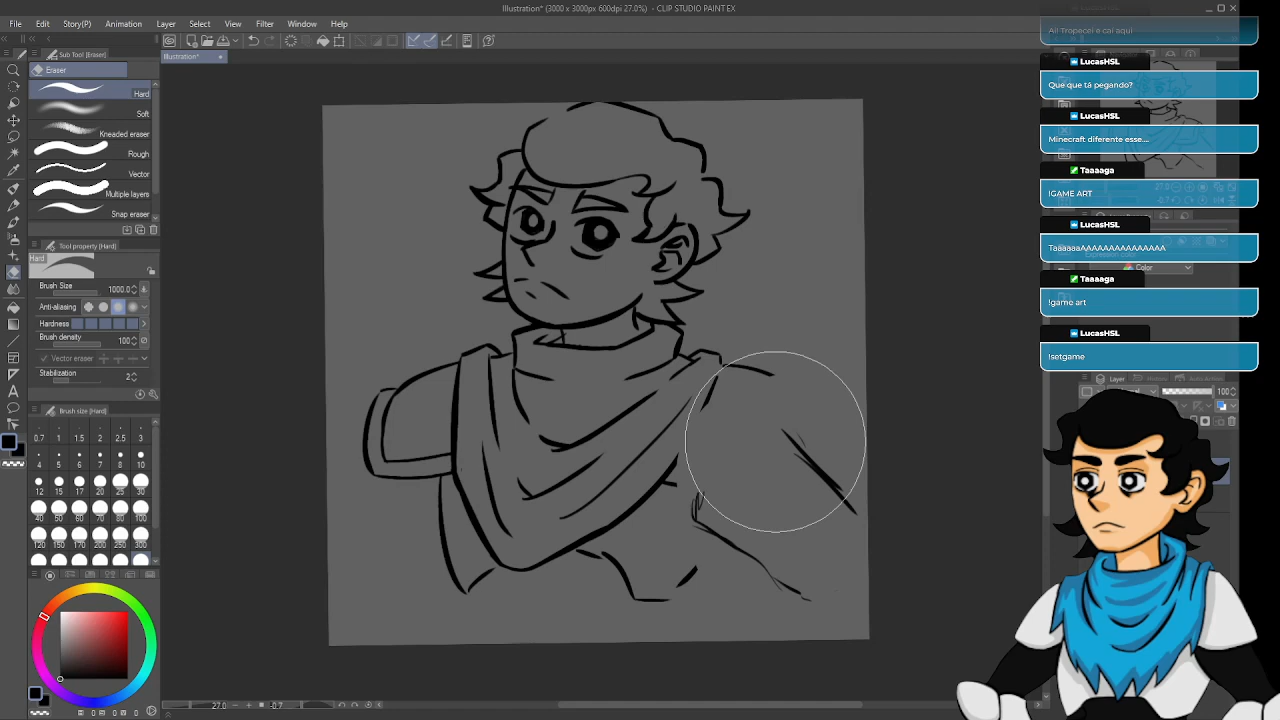 Illustration* (3000 x 3000px 600dpi 27.0%) - CLIP STUDIO PAINT EX
File Edit Story(P) Animation Layer Select View Filter Window Help
Sub Tool [Eraser]
Eraser
Hard
Soft
Kneaded eraser
Rough
Vector
Multiple layers
Snap eraser
Tool property [Hard]
Hard
Brush Size 1000.0
Anti-aliasing
Hardness
Brush density 100
Vector eraser
Stabilization 2
Brush size [Hard]
0.7 1 1.5 2 2.5 3
4 5 6 7 8 10
12 15 17 20 25 30
40 50 60 70 80 100
120 150 170 200 250 300
Illustration*
27.0 -0.7
Ali Tropecei e cai aqui
LucasHSL
Que que tá pegando?
LucasHSL
Minecraft diferente esse...
Taaaaga
!GAME ART
LucasHSL
TaaaaaaAAAAAAAAAAAAAAA
Expression color
Color
Taaaaga
!game art
LucasHSL
!setgame
Layer
100